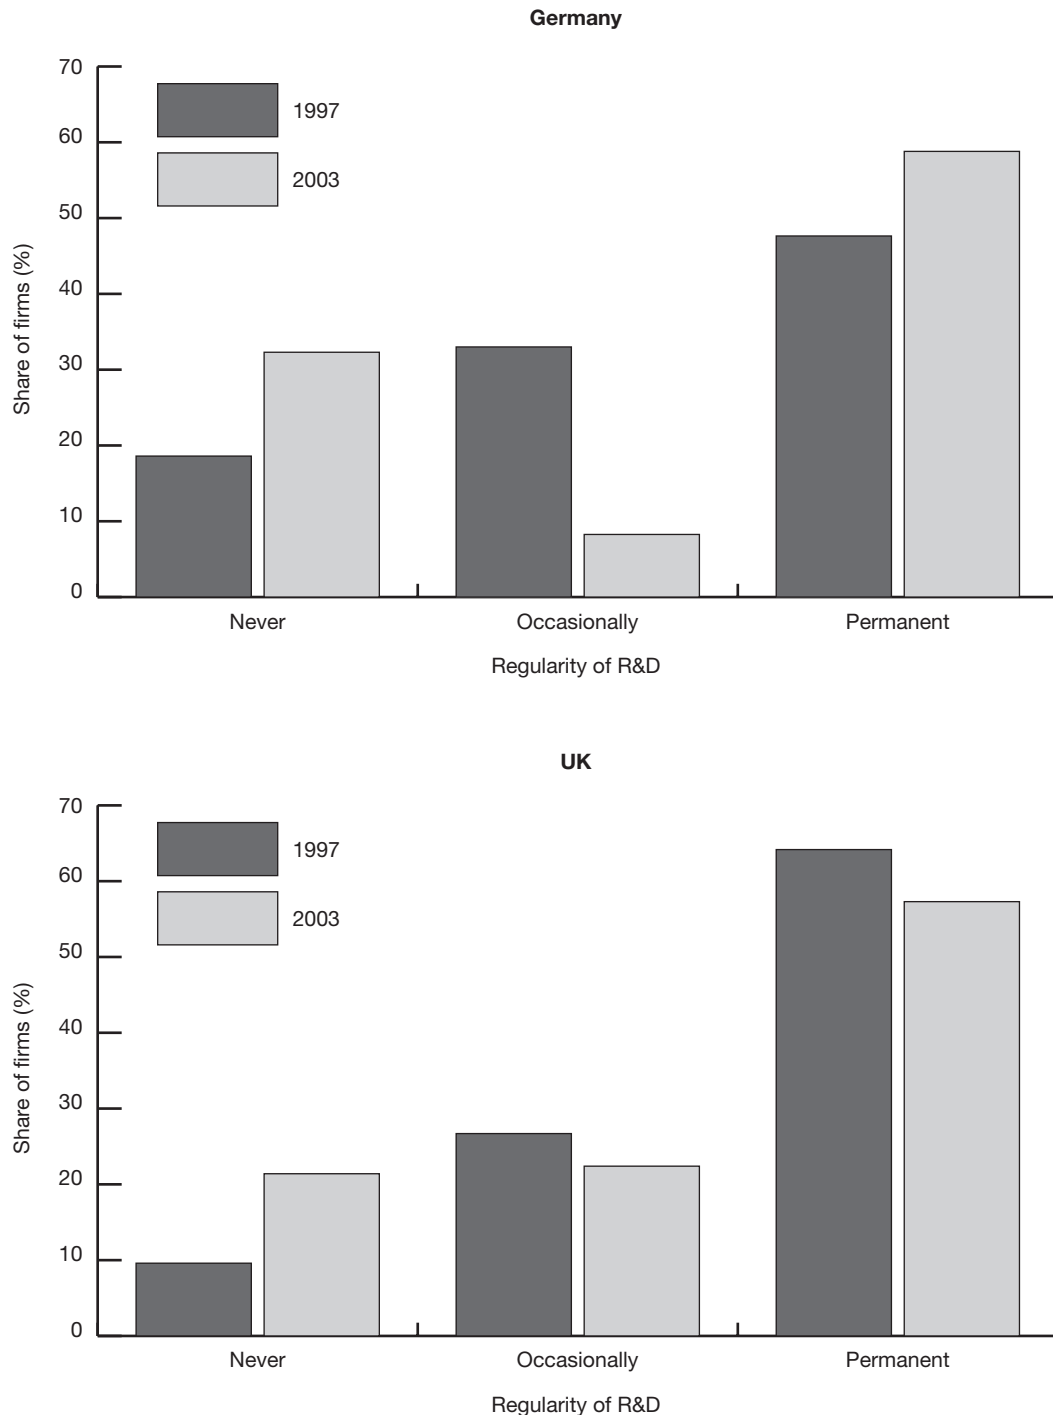 Germany
70
60
50
40
30
20
10
0
Share of firms (%)
1997
2003
Never Occasionally Permanent
Regularity of R&D
UK
70
60
50
40
30
20
10
0
Share of firms (%)
1997
2003
Never Occasionally Permanent
Regularity of R&D